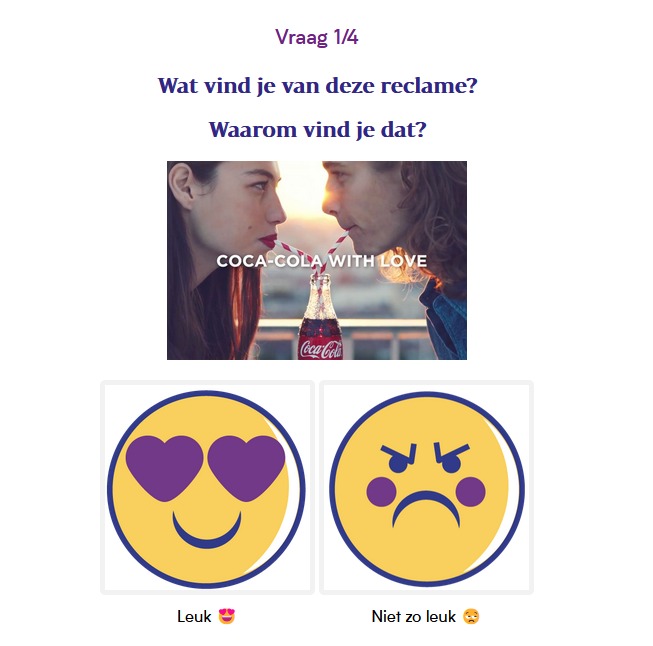 Vraag 1/4
Wat vind je van deze reclame?
Waarom vind je dat?
COCA-COLA WITH LOVE
Coca-Cola
Leuk 😍
Niet zo leuk 😳